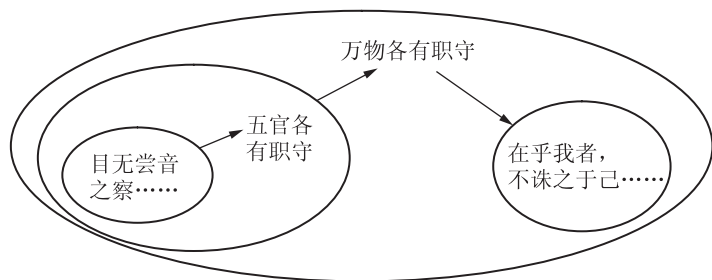 万物各有职守
五官各
有职守
目无尝音
之察……
在乎我者，
不诛之于己……